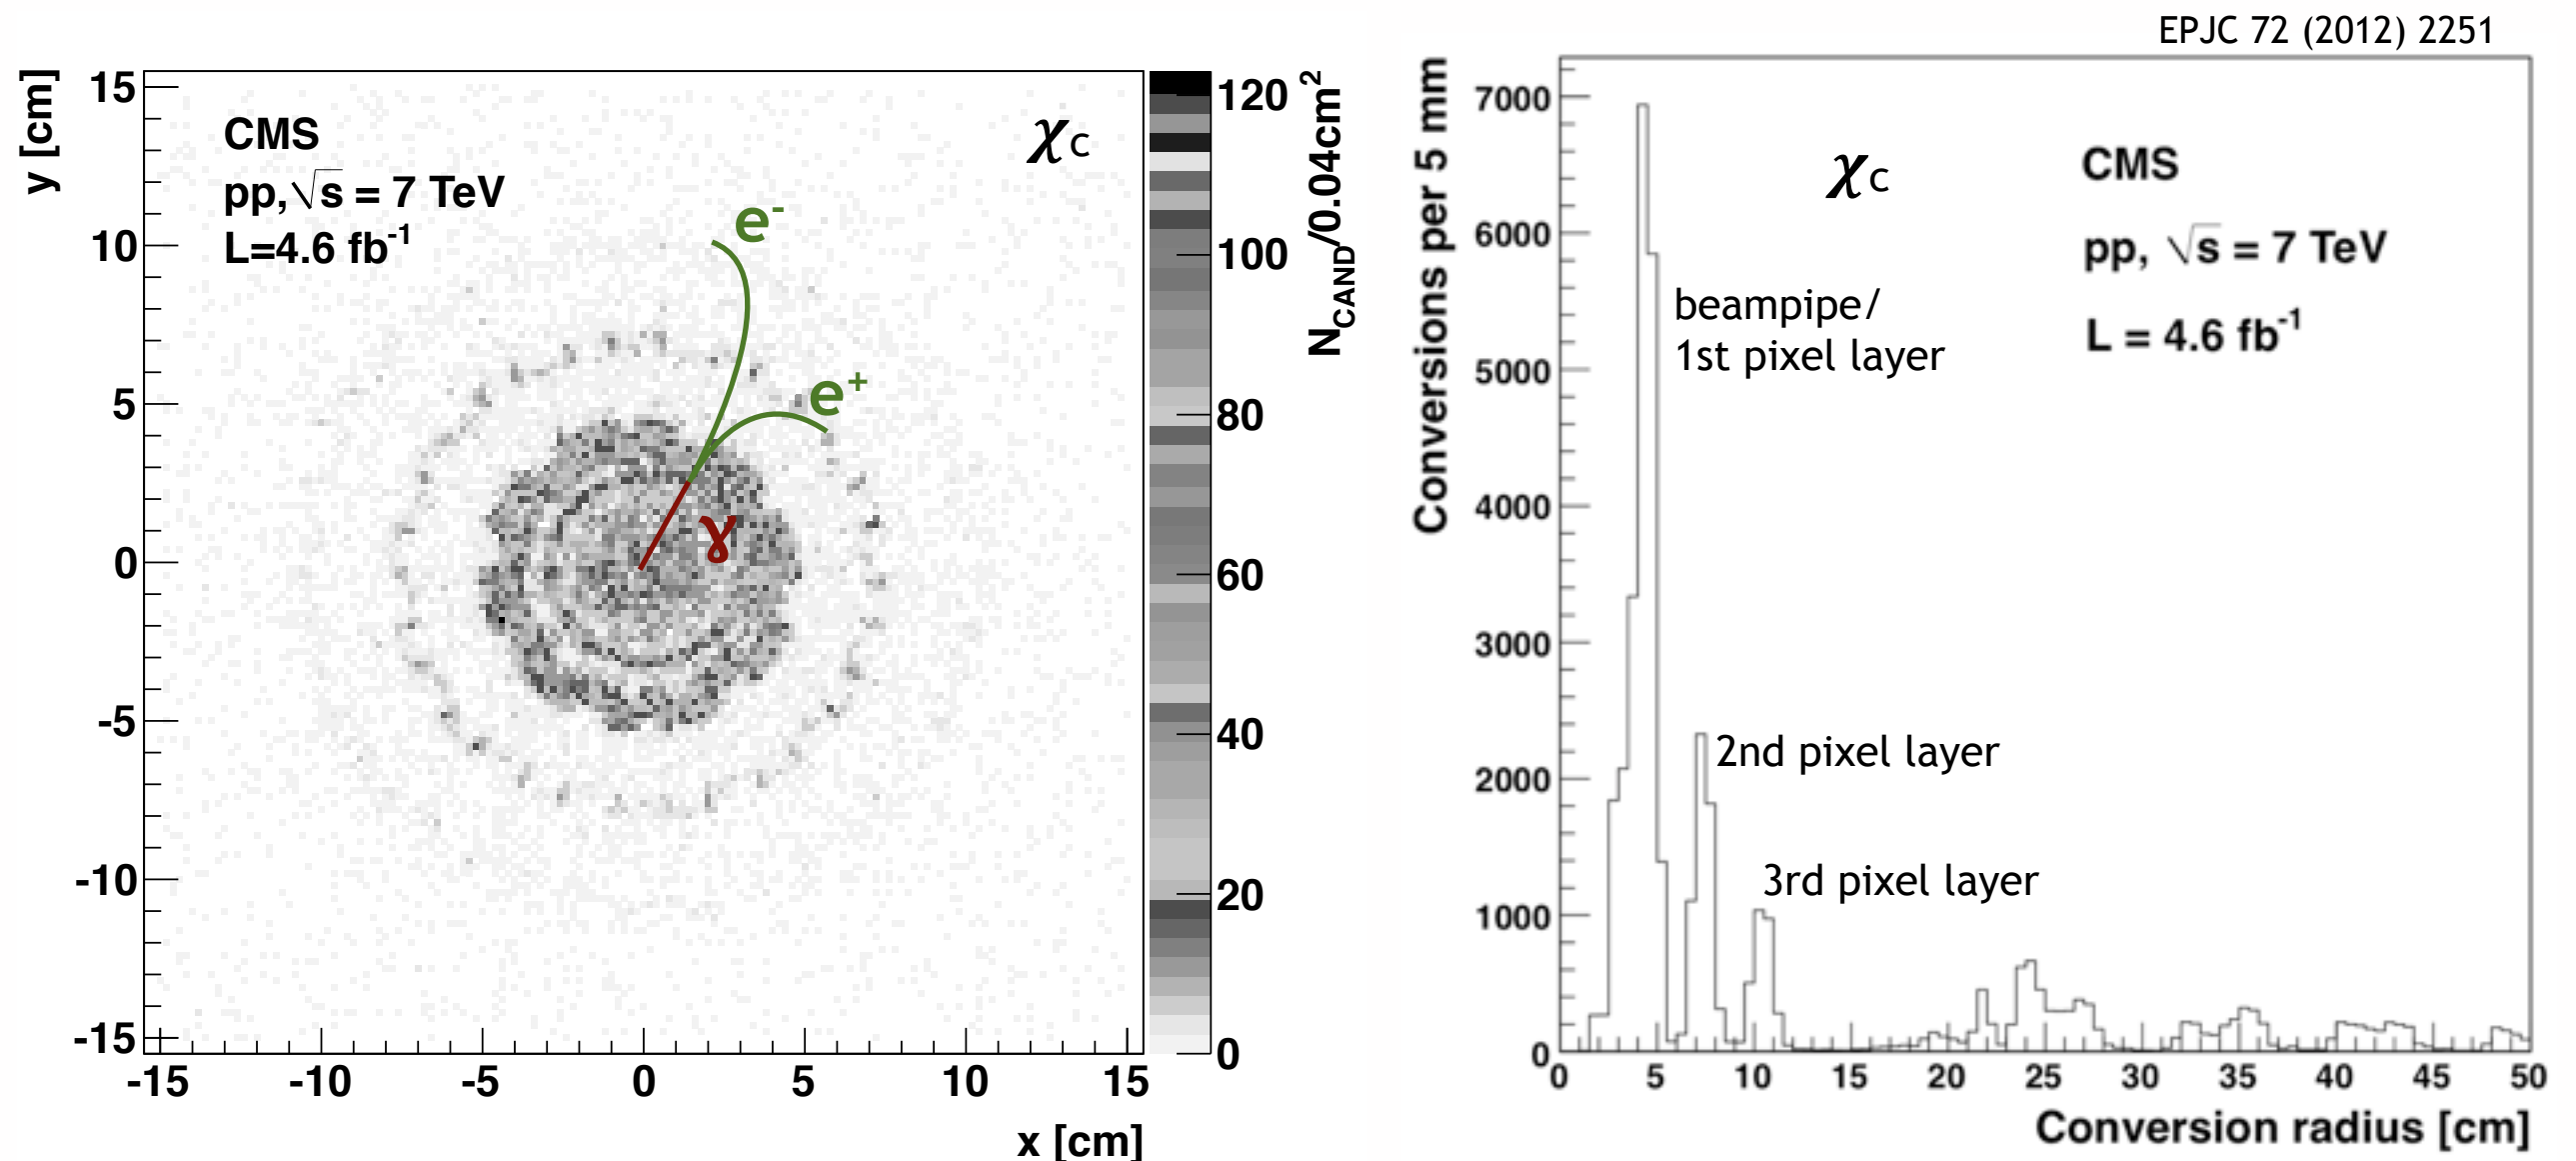 EPJC 72 (2012) 2251
y [cm]
15
10
5
0
-5
-10
-15
CMS
pp, √s = 7 TeV
L=4.6 fb-1
χc
e-
e+
γ
-15 -10 -5 0 5 10 15
x [cm]
120
100
80
60
40
20
0
NCAND/0.04cm2
Conversions per 5 mm
7000
6000
5000
4000
3000
2000
1000
0
χc
CMS
pp, √s = 7 TeV
L = 4.6 fb-1
beampipe/
1st pixel layer
2nd pixel layer
3rd pixel layer
0 5 10 15 20 25 30 35 40 45 50
Conversion radius [cm]